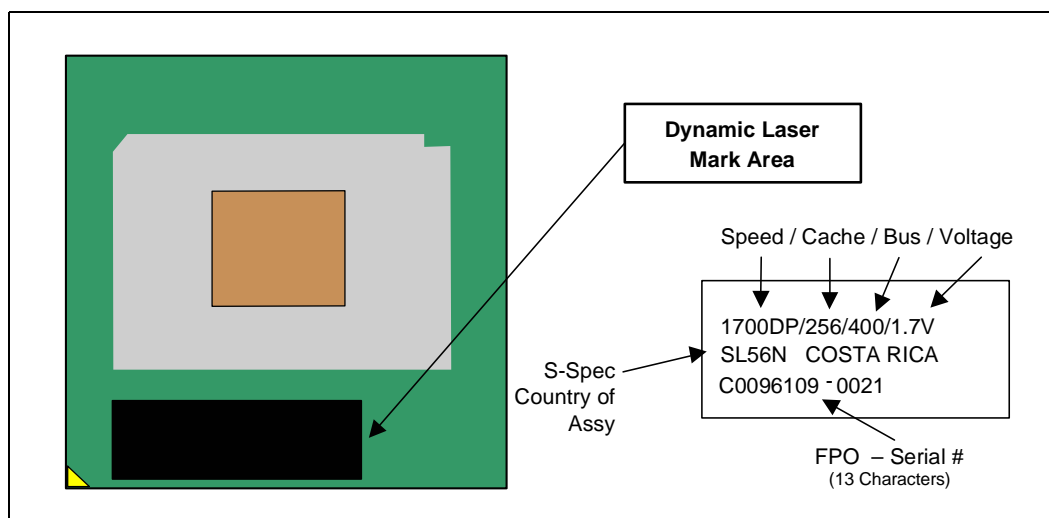 Dynamic Laser
Mark Area
Speed / Cache / Bus / Voltage
1700DP/256/400/1.7V
SL56N COSTA RICA
C0096109 - 0021
S-Spec
Country of
Assy
FPO – Serial #
(13 Characters)